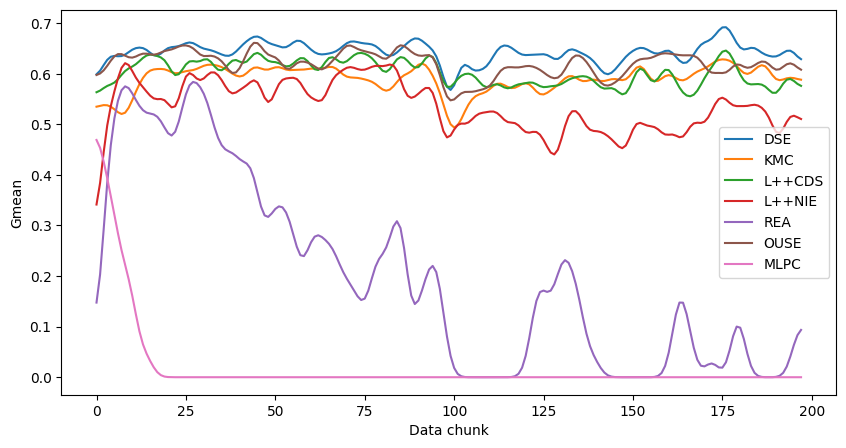 Gmean
0.7
0.6
0.5
0.4
0.3
0.2
0.1
0.0
DSE
KMC
L++CDS
L++NIE
REA
OUSE
MLPC
0 25 50 75 100 125 150 175 200
Data chunk